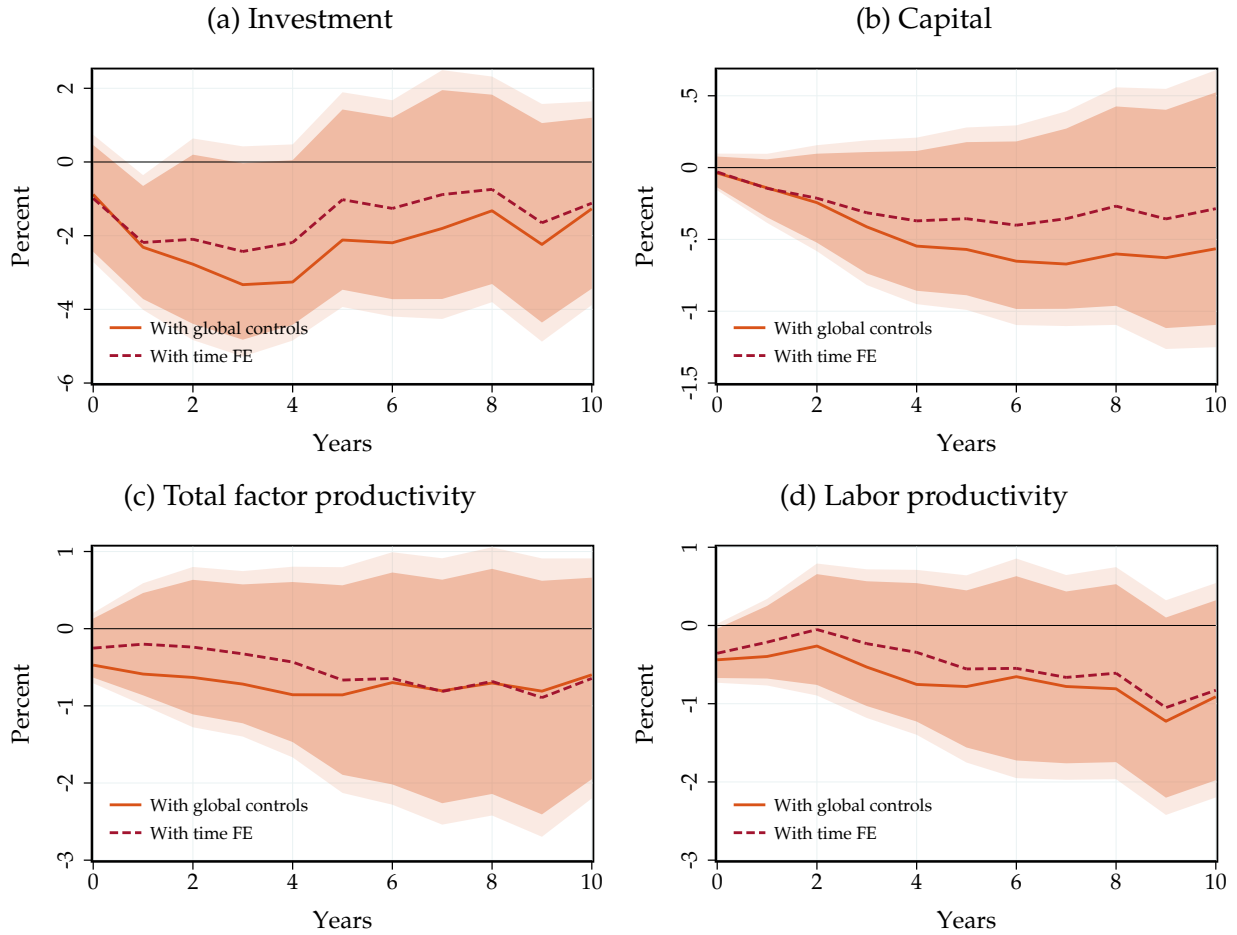 (a) Investment
Percent
2
0
-2
-4
-6
With global controls
With time FE
0 2 4 6 8 10
Years
(b) Capital
Percent
.5
0
-.5
-1
-1.5
With global controls
With time FE
0 2 4 6 8 10
Years
(c) Total factor productivity
Percent
1
0
-1
-2
-3
With global controls
With time FE
0 2 4 6 8 10
Years
(d) Labor productivity
Percent
1
0
-1
-2
-3
With global controls
With time FE
0 2 4 6 8 10
Years